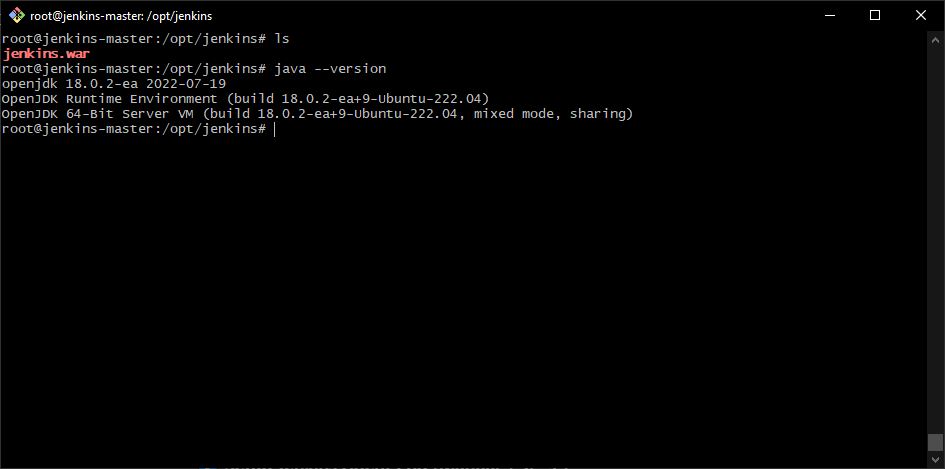 root@jenkins-master: /opt/jenkins
root@jenkins-master:/opt/jenkins# ls
jenkins.war
root@jenkins-master:/opt/jenkins# java --version
openjdk 18.0.2-ea 2022-07-19
OpenJDK Runtime Environment (build 18.0.2-ea+9-Ubuntu-222.04)
OpenJDK 64-Bit Server VM (build 18.0.2-ea+9-Ubuntu-222.04, mixed mode, sharing)
root@jenkins-master:/opt/jenkins#